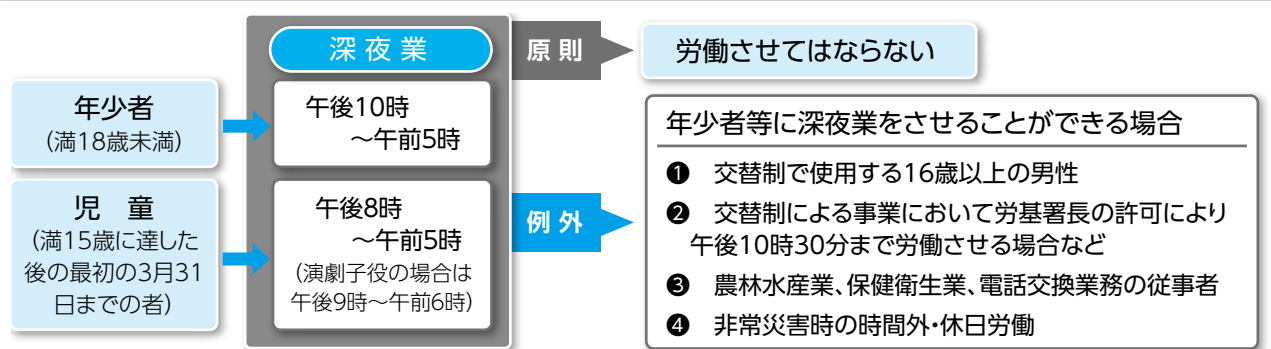 深夜業
原則
労働させてはならない
年少者
(満18歳未満)
午後10時
～午前5時
児　童
(満15歳に達した
後の最初の3月31
日までの者)
午後8時
～午前5時
(演劇子役の場合は
午後9時～午前6時)
例外
年少者等に深夜業をさせることができる場合
❶　交替制で使用する16歳以上の男性
❷　交替制による事業において労基署長の許可により
午後10時30分まで労働させる場合など
❸　農林水産業、保健衛生業、電話交換業務の従事者
❹　非常災害時の時間外・休日労働